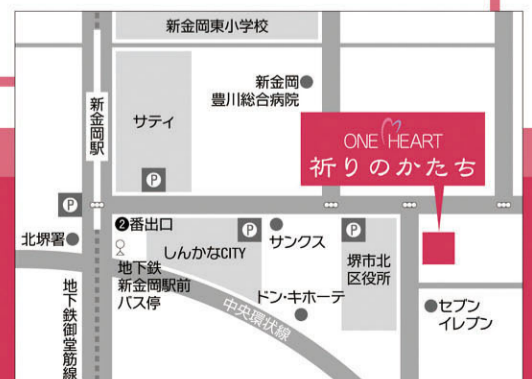 新金岡東小学校
新金岡
豊川総合病院
新金岡駅
サティ
ONE HEART
祈りのかたち
P
P
❷番出口
P
P
北堺署
しんかなCITY
サンクス
堺市北
区役所
地下鉄
新金岡駅前
バス停
ドン・キホーテ
セブン
イレブン
中央環状線
地下鉄御堂筋線